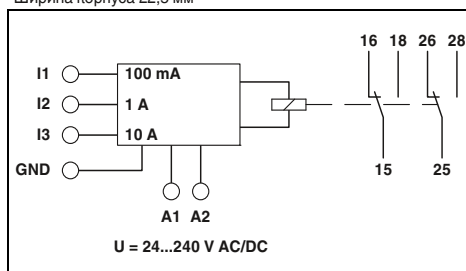 Ширина корпуса 22,5 мм
16 18 26 28
I1 100 mA
I2 1 A
I3 10 A
GND
15 25
A1 A2
U = 24...240 V AC/DC